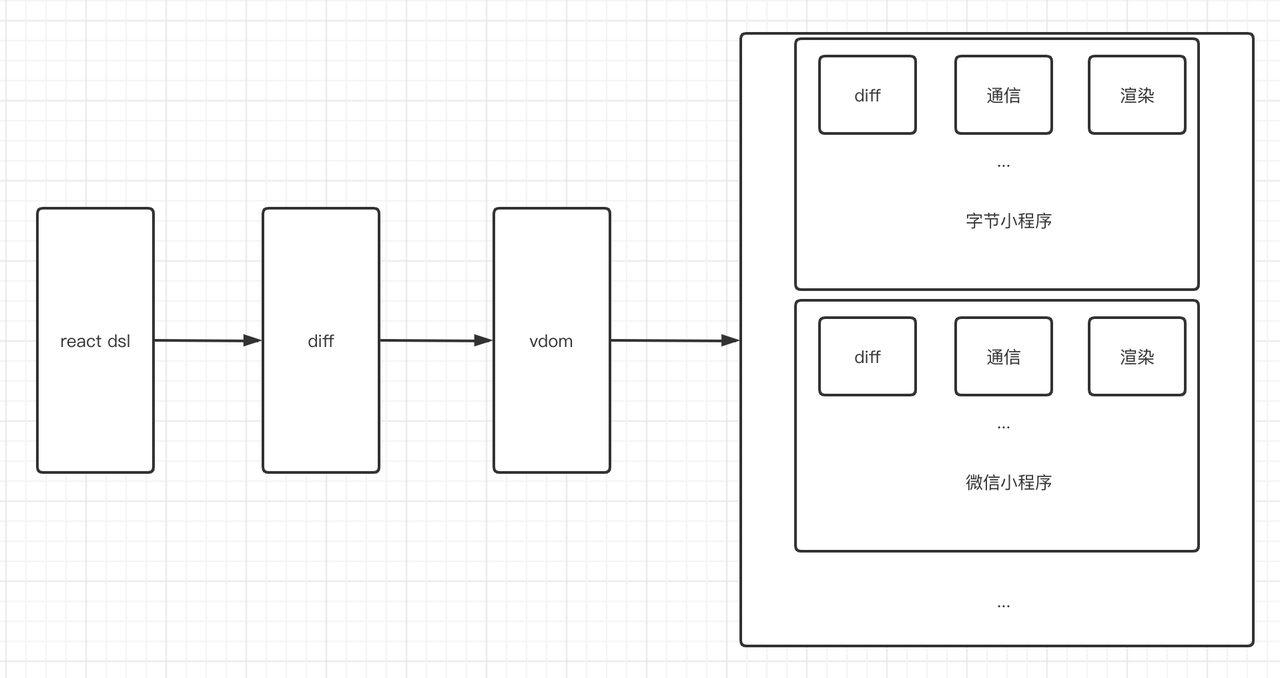 react dsl
diff
vdom
diff
通信
渲染
...
字节小程序
diff
通信
渲染
...
微信小程序
...